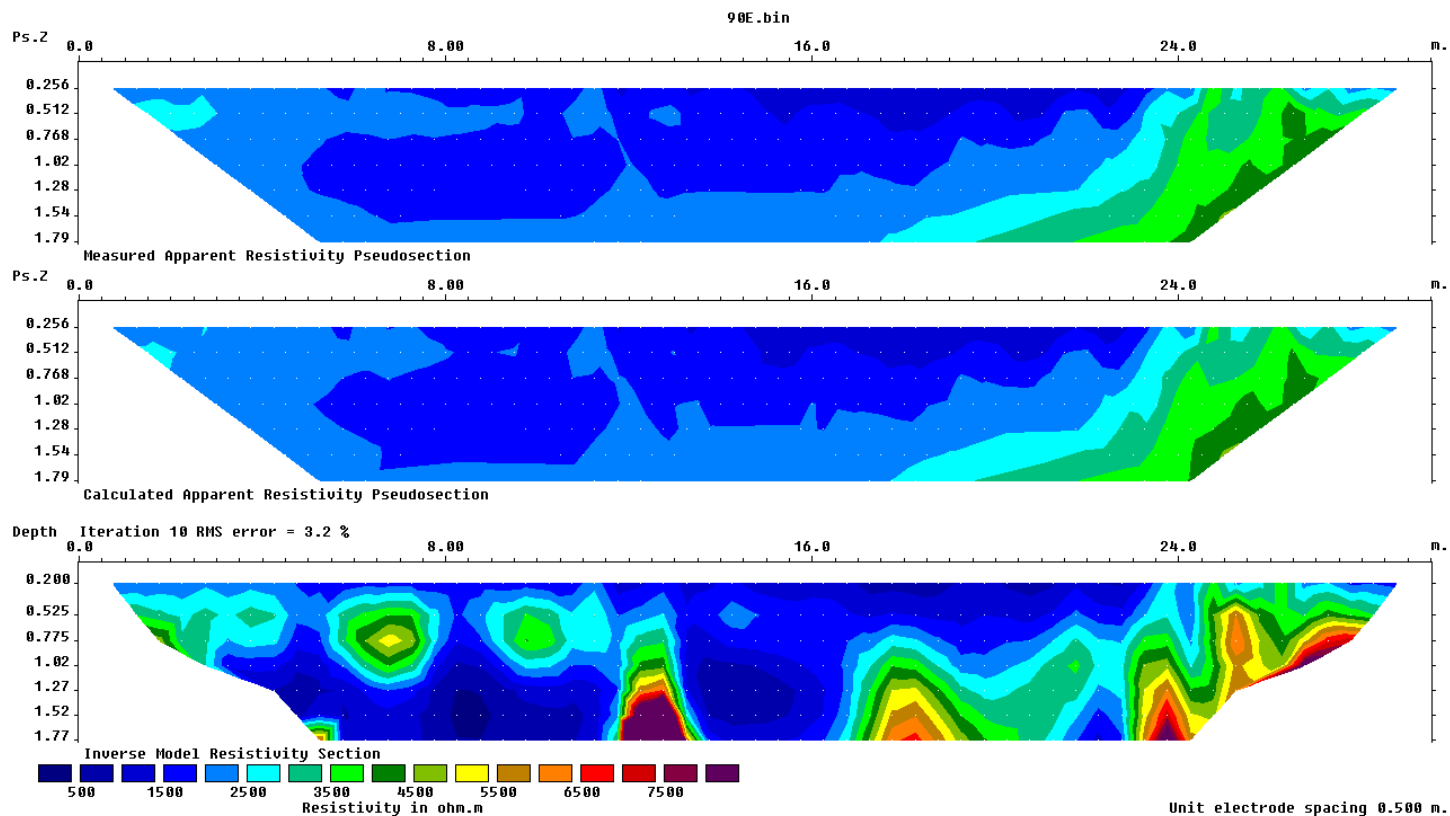 90E.bin
Ps.Z 0.0 8.00 16.0 24.0 m.
0.256
0.512
0.768
1.02
1.28
1.54
1.79
Measured Apparent Resistivity Pseudosection
Ps.Z 0.0 8.00 16.0 24.0 m.
0.256
0.512
0.768
1.02
1.28
1.54
1.79
Calculated Apparent Resistivity Pseudosection
Depth Iteration 10 RMS error = 3.2 %
0.0 8.00 16.0 24.0 m.
0.200
0.525
0.775
1.02
1.27
1.52
1.77
Inverse Model Resistivity Section
500 1500 2500 3500 4500 5500 6500 7500
Resistivity in ohm.m Unit electrode spacing 0.500 m.